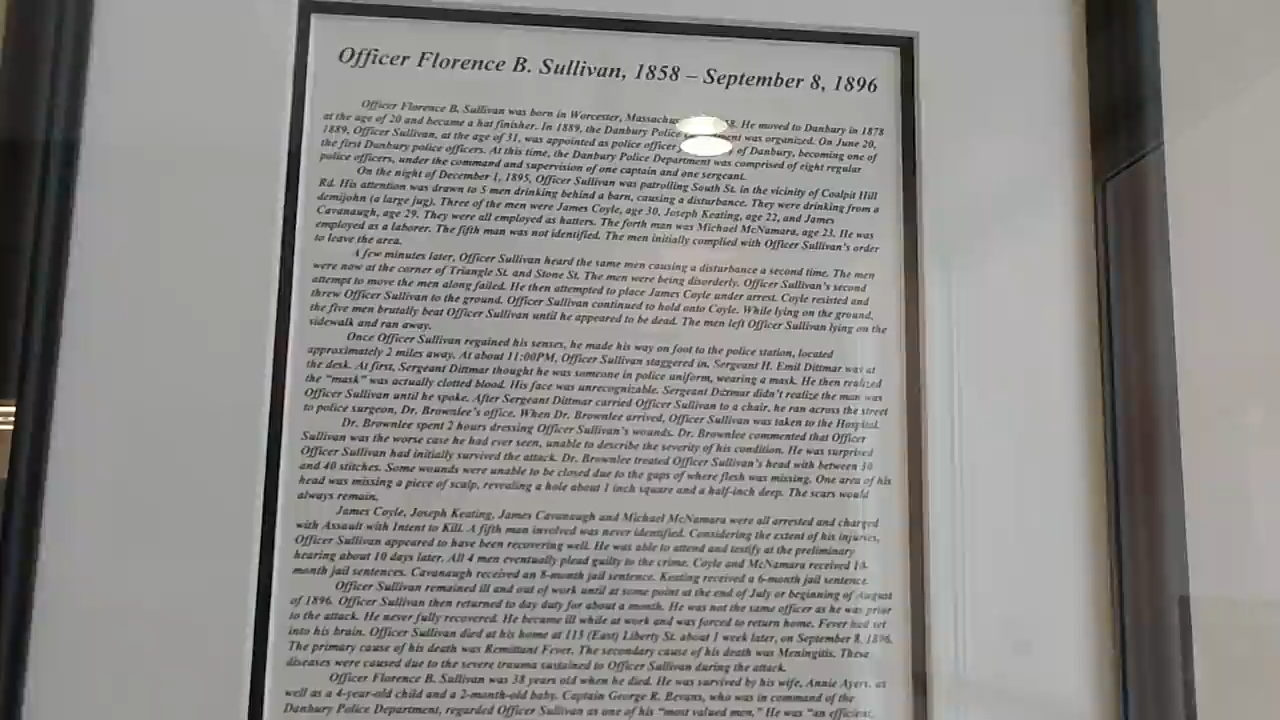 Officer Florence B. Sullivan, 1858 – September 8, 1896
Officer Florence B. Sullivan was born in Worcester, Massachus 58. He moved to Danbury in 1878
at the age of 20 and became a hat finisher. In 1889, the Danbury Police ment was organized. On June 20,
1889, Officer Sullivan, at the age of 31, was appointed as police officer of Danbury, becoming one of
the first Danbury police officers. At this time, the Danbury Police Department was comprised of eight regular
police officers, under the command and supervision of one captain and one sergeant.
On the night of December 1, 1895, Officer Sullivan was patrolling South St. in the vicinity of Coalpit Hill
Rd. His attention was drawn to 5 men drinking behind a barn, causing a disturbance. They were drinking from a
demijohn (a large jug). Three of the men were James Coyle, age 30, Joseph Keating, age 22, and James
Cavanaugh, age 29. They were all employed as hatters. The forth man was Michael McNamara, age 23. He was
employed as a laborer. The fifth man was not identified. The men initially complied with Officer Sullivan's order
to leave the area.
A few minutes later, Officer Sullivan heard the same men causing a disturbance a second time. The men
were now at the corner of Triangle St. and Stone St. The men were being disorderly. Officer Sullivan's second
attempt to move the men along failed. He then attempted to place James Coyle under arrest. Coyle resisted and
threw Officer Sullivan to the ground. Officer Sullivan continued to hold onto Coyle. While lying on the ground,
the five men brutally beat Officer Sullivan until he appeared to be dead. The men left Officer Sullivan lying on the
sidewalk and ran away.
Once Officer Sullivan regained his senses, he made his way on foot to the police station, located
approximately 2 miles away. At about 11:00PM, Officer Sullivan staggered in. Sergeant H. Emil Dittmar was at
the desk. At first, Sergeant Dittmar thought he was someone in police uniform, wearing a mask. He then realized
the "mask" was actually clotted blood. His face was unrecognizable. Sergeant Dittmar didn't realize the man was
Officer Sullivan until he spoke. After Sergeant Dittmar carried Officer Sullivan to a chair, he ran across the street
to police surgeon, Dr. Brownlee's office. When Dr. Brownlee arrived, Officer Sullivan was taken to the Hospital.
Dr. Brownlee spent 2 hours dressing Officer Sullivan's wounds. Dr. Brownlee commented that Officer
Sullivan was the worse case he had ever seen, unable to describe the severity of his condition. He was surprised
Officer Sullivan had initially survived the attack. Dr. Brownlee treated Officer Sullivan's head with between 30
and 40 stitches. Some wounds were unable to be closed due to the gaps of where flesh was missing. One area of his
head was missing a piece of scalp, revealing a hole about 1 inch square and a half-inch deep. The scars would
always remain.
James Coyle, Joseph Keating, James Cavanaugh and Michael McNamara were all arrested and charged
with Assault with Intent to Kill. A fifth man involved was never identified. Considering the extent of his injuries,
Officer Sullivan appeared to have been recovering well. He was able to attend and testify at the preliminary
hearing about 10 days later. All 4 men eventually plead guilty to the crime. Coyle and McNamara received 10-
month jail sentences. Cavanaugh received an 8-month jail sentence. Keating received a 6-month jail sentence.
Officer Sullivan remained ill and out of work until at some point at the end of July or beginning of August
of 1896. Officer Sullivan then returned to day duty for about a month. He was not the same officer as he was prior
to the attack. He never fully recovered. He became ill while at work and was forced to return home. Fever had set
into his brain. Officer Sullivan died at his home at 115 (East) Liberty St. about 1 week later, on September 8, 1896.
The primary cause of his death was Remittant Fever. The secondary cause of his death was Meningitis. These
diseases were caused due to the severe trauma sustained to Officer Sullivan during the attack.
Officer Florence B. Sullivan was 38 years old when he died. He was survived by his wife, Annie Ayers, as
well as a 4-year-old child and a 2-month-old baby. Captain George R. Bevans, who was in command of the
Danbury Police Department, regarded Officer Sullivan as one of his "most valued men." He was "an efficient,